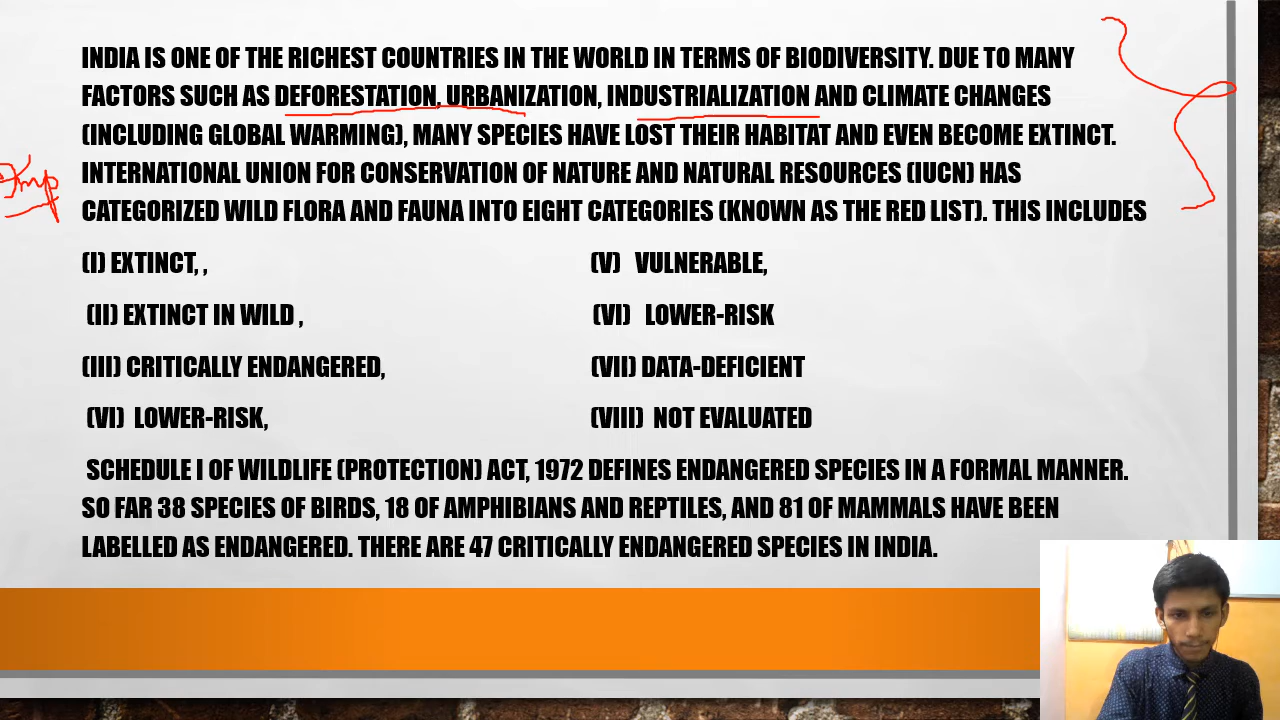 INDIA IS ONE OF THE RICHEST COUNTRIES IN THE WORLD IN TERMS OF BIODIVERSITY. DUE TO MANY
FACTORS SUCH AS DEFORESTATION, URBANIZATION, INDUSTRIALIZATION AND CLIMATE CHANGES
(INCLUDING GLOBAL WARMING), MANY SPECIES HAVE LOST THEIR HABITAT AND EVEN BECOME EXTINCT.
Imp
INTERNATIONAL UNION FOR CONSERVATION OF NATURE AND NATURAL RESOURCES (IUCN) HAS
CATEGORIZED WILD FLORA AND FAUNA INTO EIGHT CATEGORIES (KNOWN AS THE RED LIST). THIS INCLUDES
(I) EXTINCT, , (V) VULNERABLE,
(II) EXTINCT IN WILD , (VI) LOWER-RISK
(III) CRITICALLY ENDANGERED, (VII) DATA-DEFICIENT
(VI) LOWER-RISK, (VIII) NOT EVALUATED
SCHEDULE I OF WILDLIFE (PROTECTION) ACT, 1972 DEFINES ENDANGERED SPECIES IN A FORMAL MANNER.
SO FAR 38 SPECIES OF BIRDS, 18 OF AMPHIBIANS AND REPTILES, AND 81 OF MAMMALS HAVE BEEN
LABELLED AS ENDANGERED. THERE ARE 47 CRITICALLY ENDANGERED SPECIES IN INDIA.